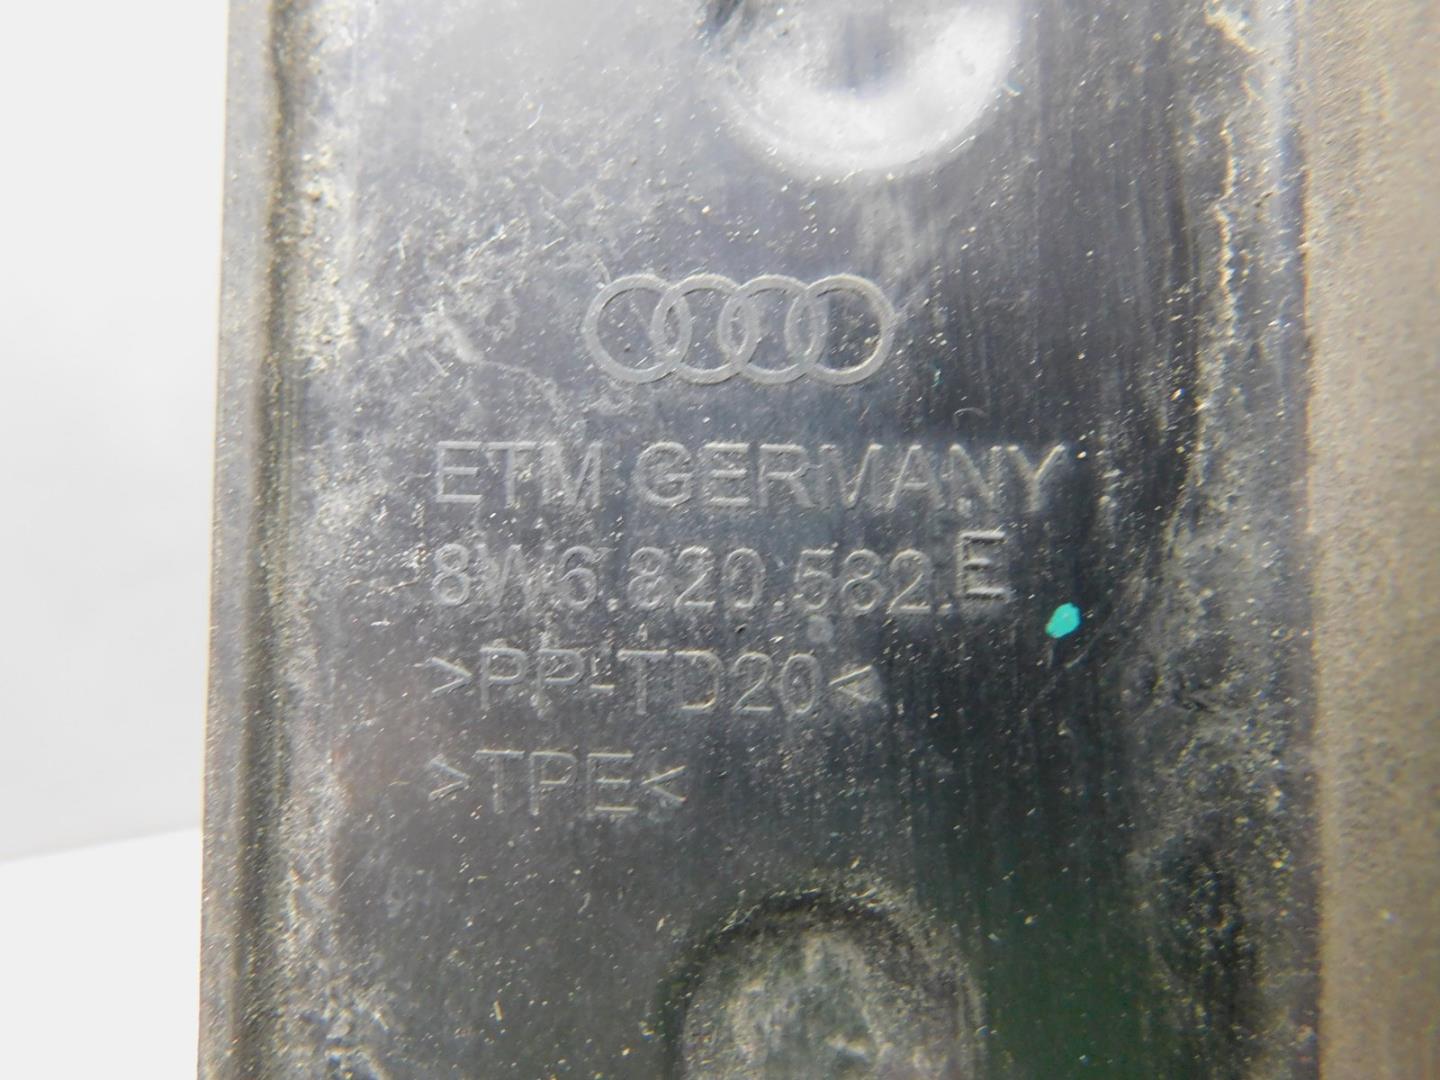 ETM GERMANY
8W6.820.582.E
>PP-TD20<
>TPE<